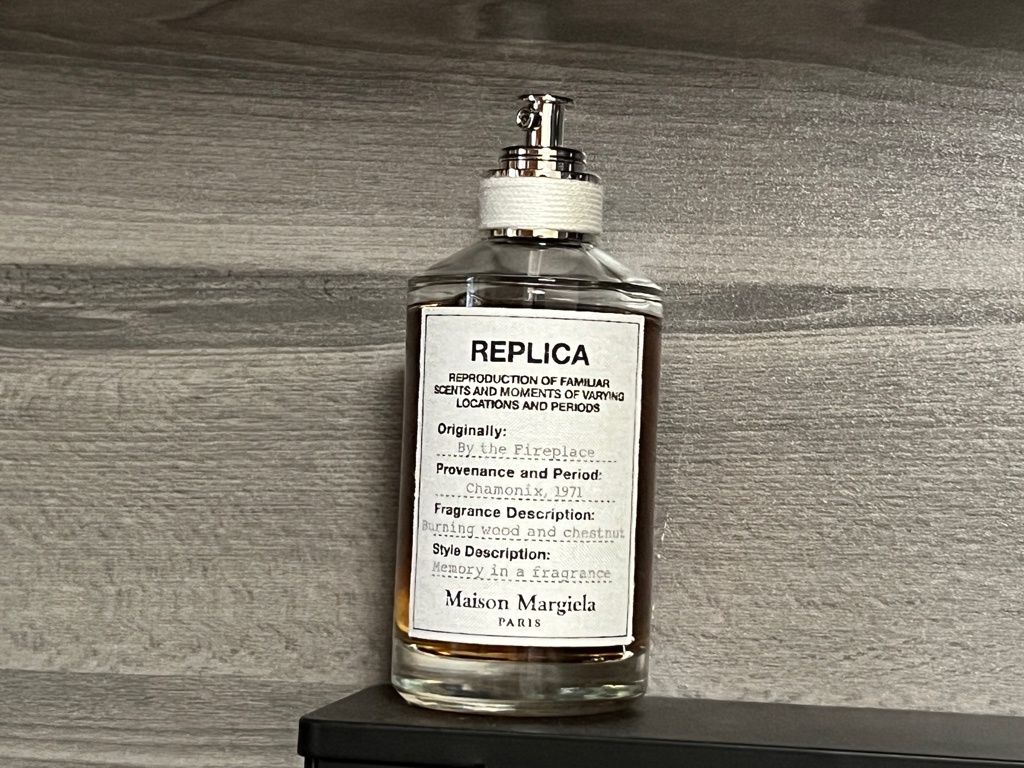 REPLICA
REPRODUCTION OF FAMILIAR
SCENTS AND MOMENTS OF VARYING
LOCATIONS AND PERIODS
Originally:
By the Fireplace
Provenance and Period:
Chamonix, 1971
Fragrance Description:
Burning wood and chestnut
Style Description:
Memory in a fragrance
Maison Margiela
PARIS